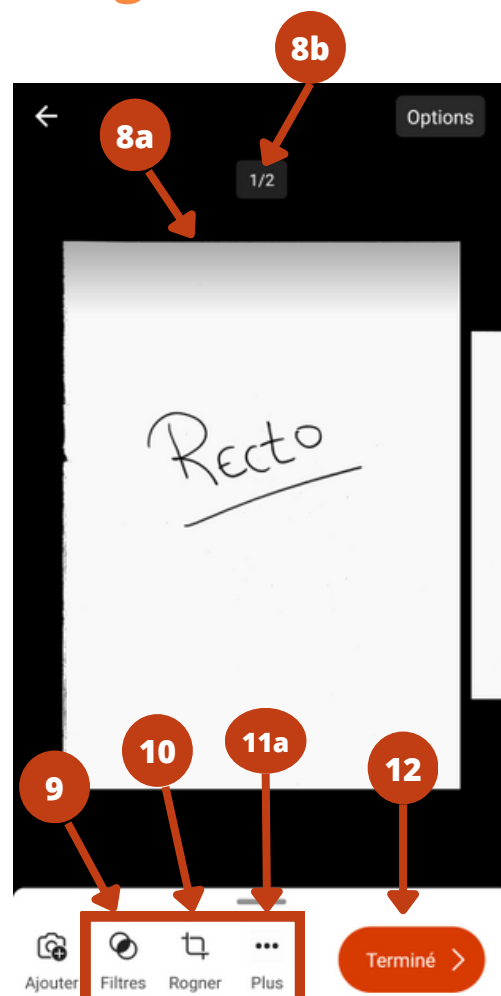 8b
Options
8a
1/2
Recto
10
11a
12
9
Ajouter Filtres Rogner Plus
Terminé